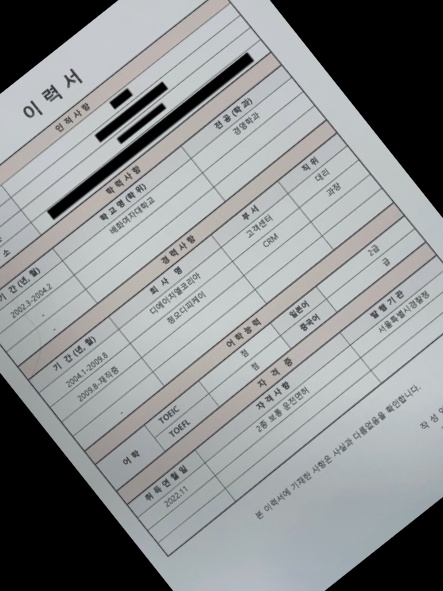 이 력 서
인 적 사 항
소
학 력 사 항
기 간 (년, 월) 학 교 명 (학 위) 전 공 (학 과)
2002.3-2004.2 배화여자대학교 경영학과
-
-
경 력 사 항
기 간 (년, 월) 회 사 명 부 서 직 위
2004.1-2009.8 디에이치엘코리아 고객센터 대리
2009.8-재직중 청오디피케이 CRM 과장
-
어 학 능 력
어 학 TOEIC 점 일본어 2급
TOEFL 점 중국어 급
자 격 증
취 득 연 월 일 자 격 사 항 발 행 기 관
2022.11 2종 보통 운전면허 서울특별시경찰청
본 이력서에 기재한 사항은 사실과 다름없음을 확인합니다.
작 성